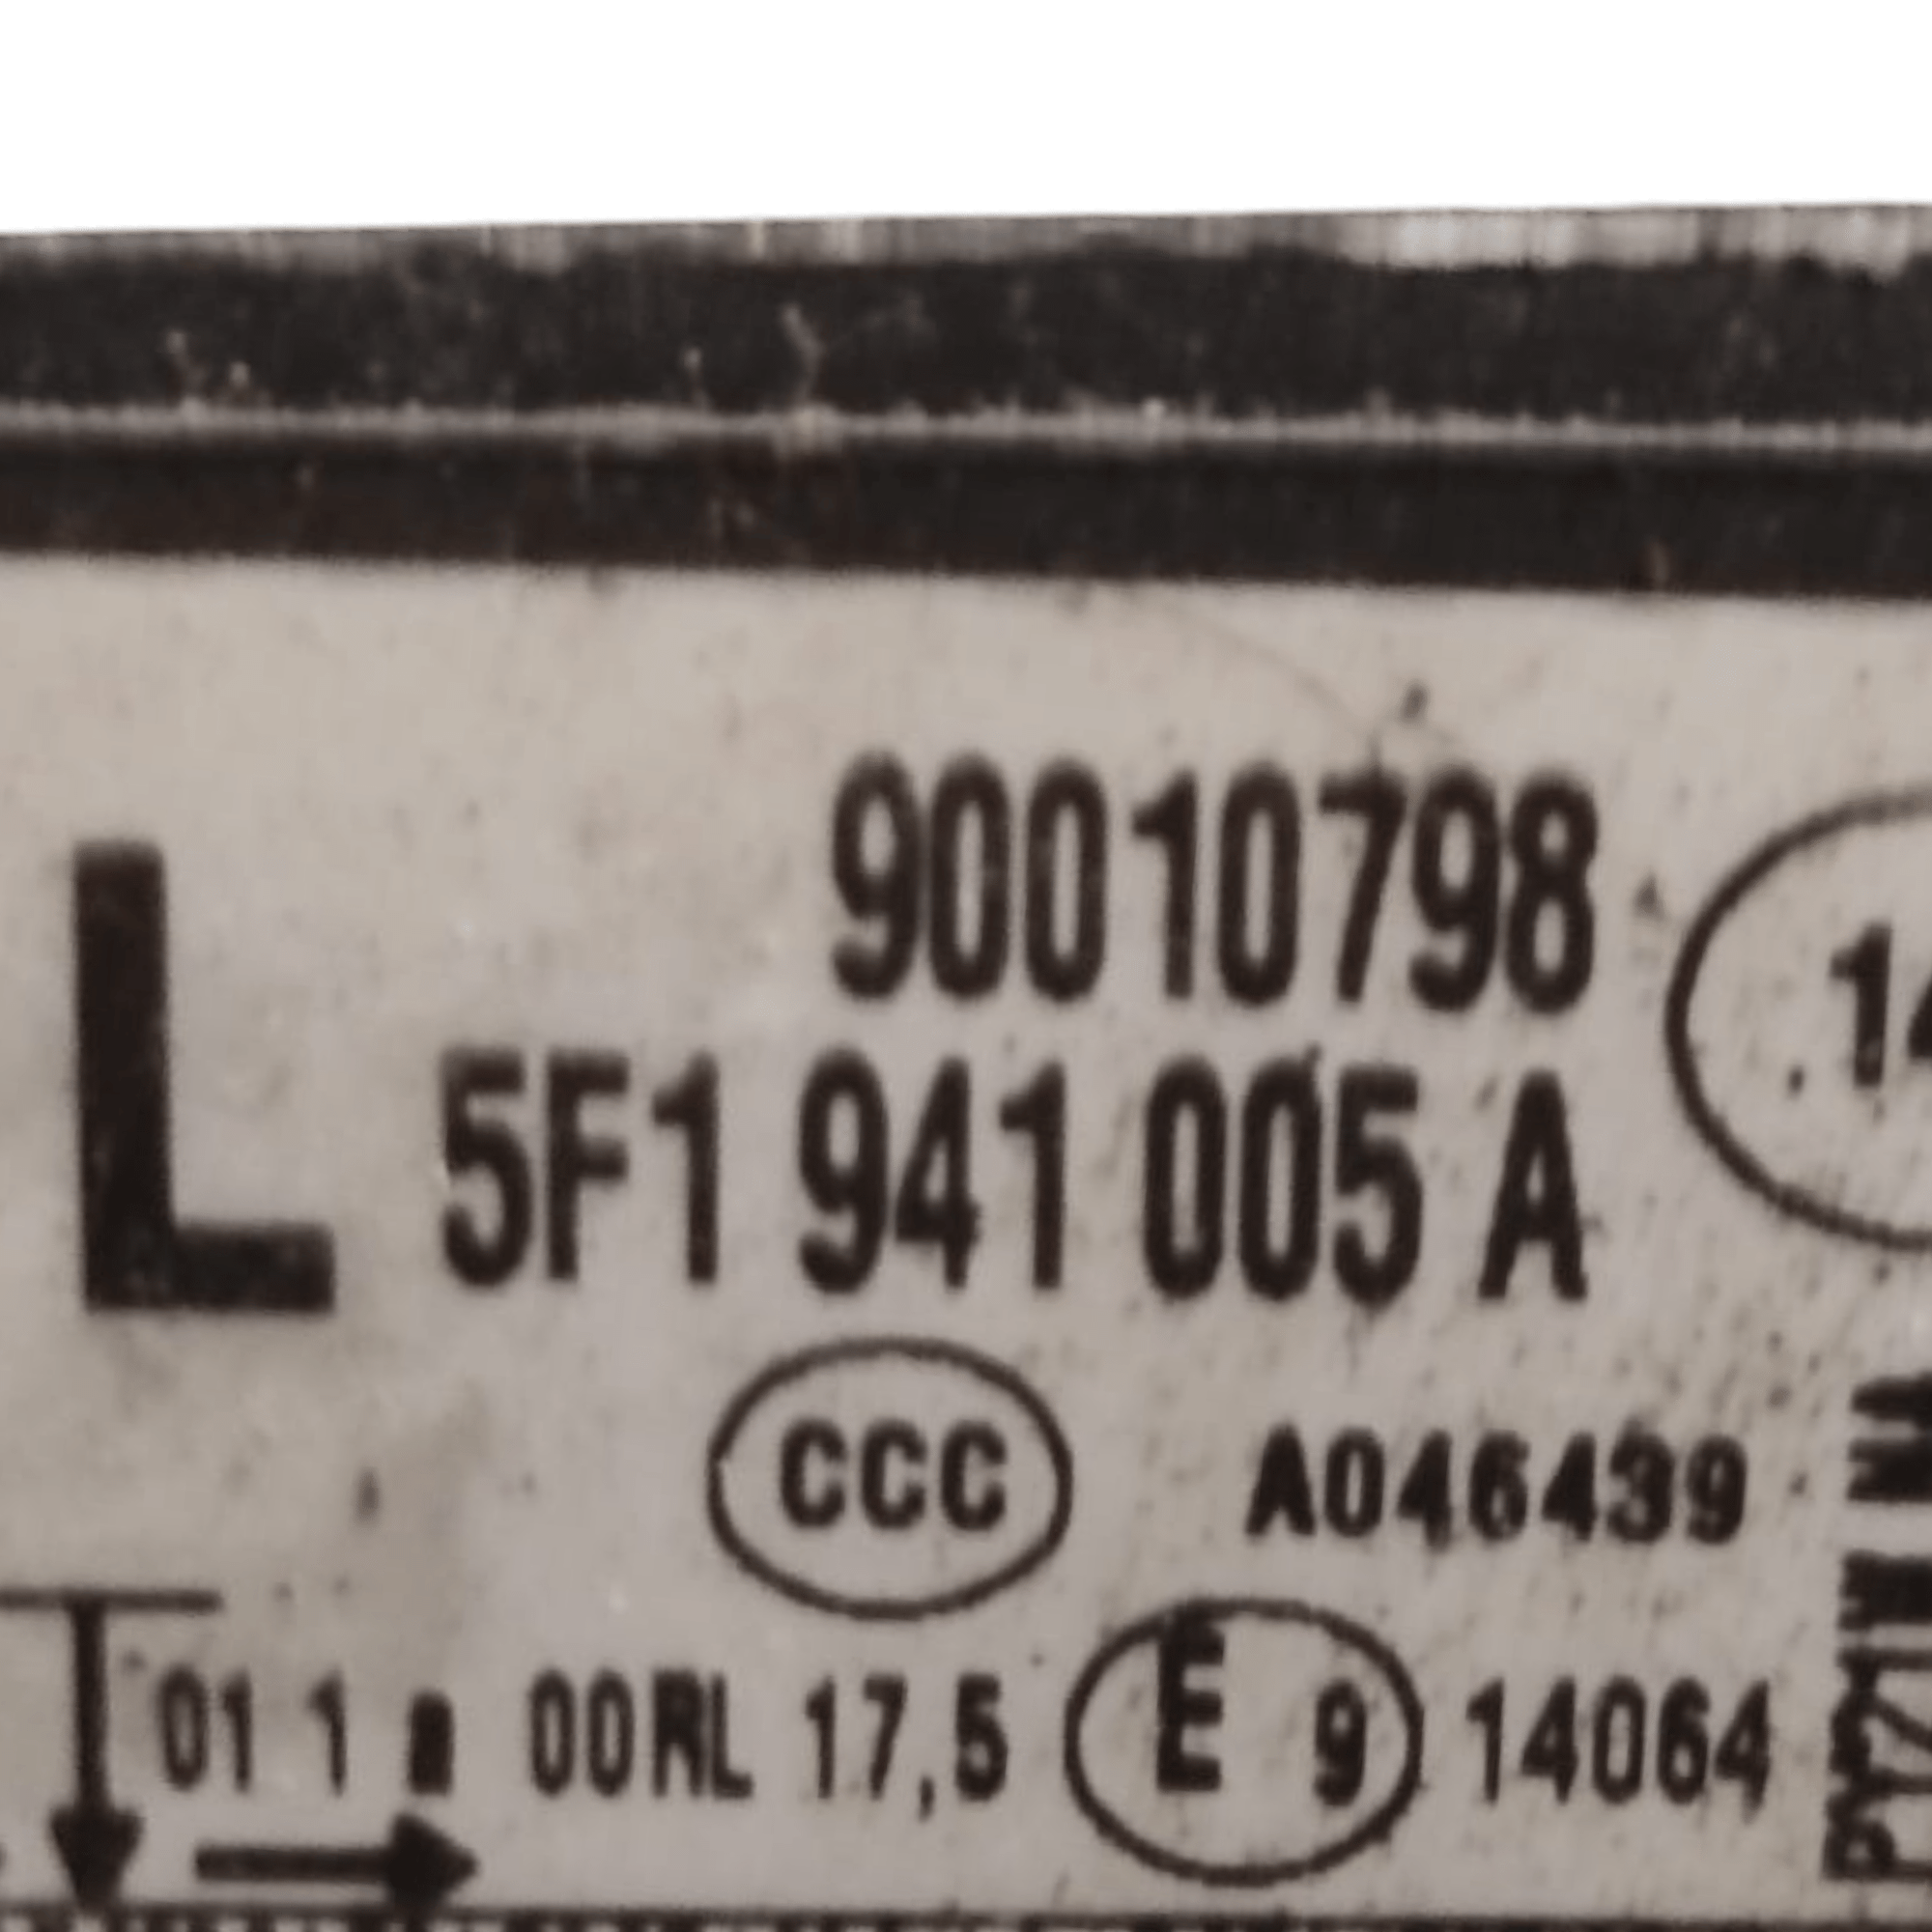 90010798
L 5F1 941 005 A
CCC A046439
01 1 a 00RL 17,5 E 9 14064